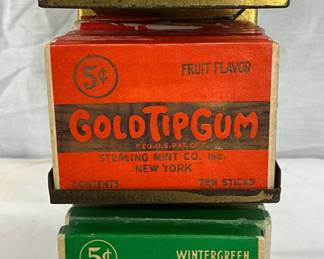 5¢ FRUIT FLAVOR
GOLD TIP GUM
REG. U.S. PAT. OFF.
STERLING MINT CO. Inc.
NEW YORK
CONTENTS TEN STICKS
5¢ WINTERGREEN